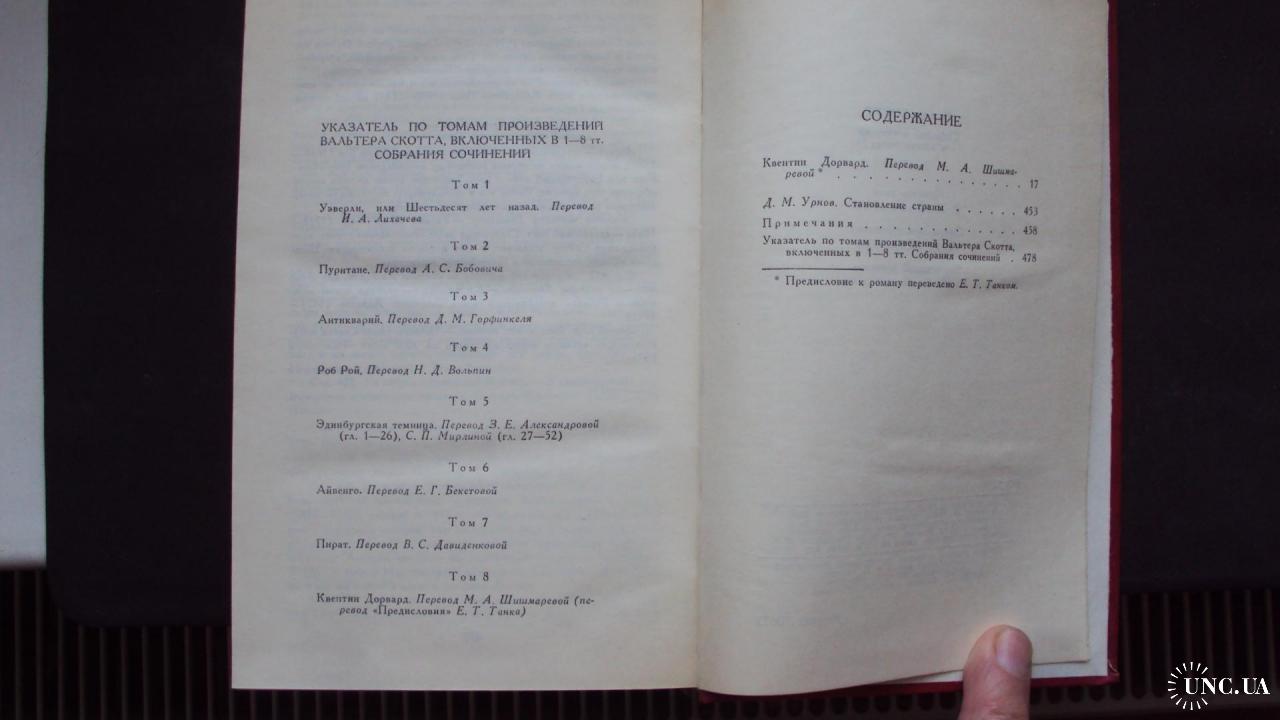 УКАЗАТЕЛЬ ПО ТОМАМ ПРОИЗВЕДЕНИЙ
ВАЛЬТЕРА СКОТТА, ВКЛЮЧЕННЫХ В 1—8 тт.
СОБРАНИЯ СОЧИНЕНИЙ
Том 1
Уэверли, или Шестьдесят лет назад. Перевод
И. А. Лихачева
Том 2
Пуритане. Перевод А. С. Бобовича
Том 3
Антикварий. Перевод Д. М. Горфинкеля
Том 4
Роб Рой. Перевод Н. Д. Вольпин
Том 5
Эдинбургская темница. Перевод З. Е. Александровой
(гл. 1—26), С. П. Мирлиной (гл. 27—52)
Том 6
Айвенго. Перевод Е. Г. Бекетовой
Том 7
Пират. Перевод В. С. Давиденковой
Том 8
Квентин Дорвард. Перевод М. А. Шишмаревой (пе-
ревод «Предисловия» Е. Т. Танка)
СОДЕРЖАНИЕ
Квентин Дорвард. Перевод М. А. Шишма-
ревой * . . . . . . . . . . . . . . 17
Д. М. Урнов. Становление страны . . . . . . 453
Примечания . . . . . . . . . . . . 458
Указатель по томам произведений Вальтера Скотта,
включенных в 1—8 тт. Собрания сочинений . 478
* Предисловие к роману переведено Е. Т. Танком.
UNC.UA